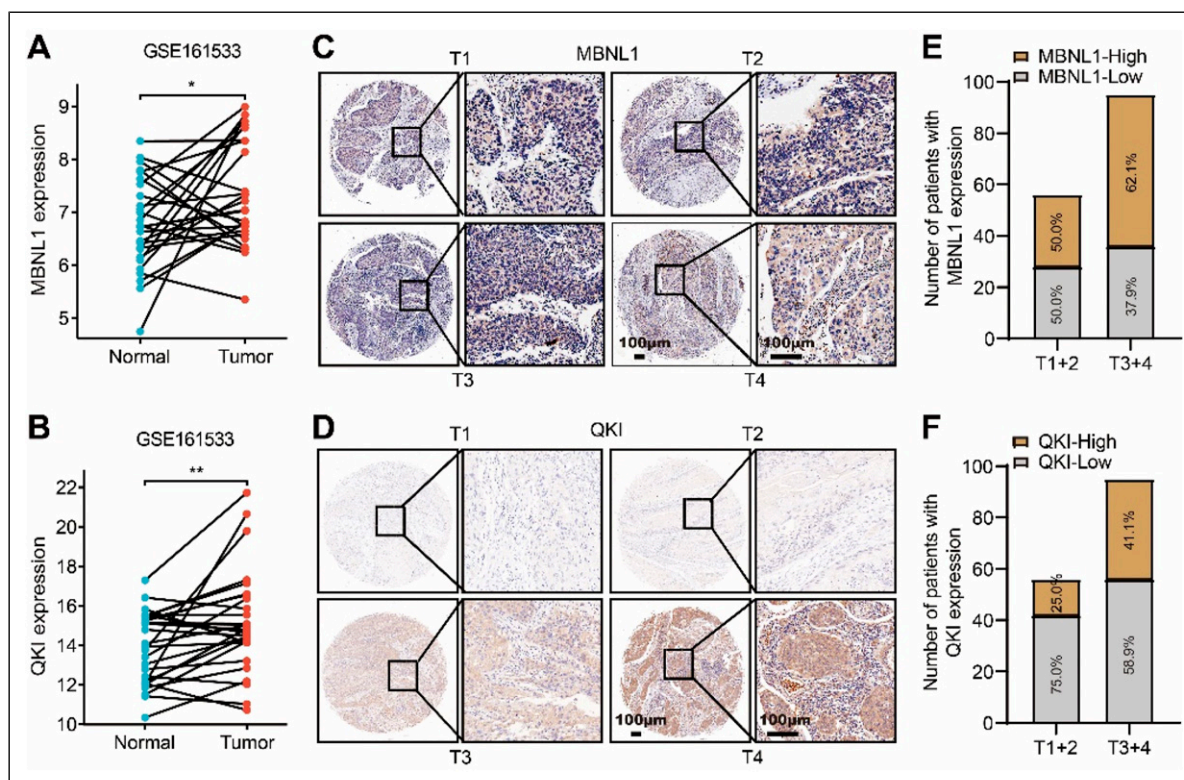 A
GSE161533
*
MBNL1 expression
9
8
7
6
5
Normal Tumor
B
GSE161533
**
QKI expression
22
20
18
16
14
12
10
Normal Tumor
C
T1 MBNL1 T2
100μm 100μm
T3 T4
D
T1 QKI T2
100μm 100μm
T3 T4
E
MBNL1-High
MBNL1-Low
Number of patients with
MBNL1 expression
100
80
60
40
20
0
50.0%
50.0%
62.1%
37.9%
T1+2 T3+4
F
QKI-High
QKI-Low
Number of patients with
QKI expression
100
80
60
40
20
0
25.0%
75.0%
41.1%
58.9%
T1+2 T3+4